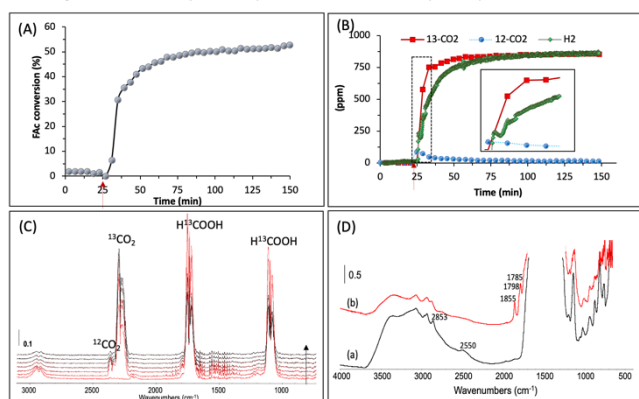 (A)
FAc conversion (%)
60
50
40
30
20
10
0
0 25 50 75 100 125 150
Time (min)
(B)
13-CO2 12-CO2 H2
(ppm)
1000
750
500
250
0
0 25 50 75 100 125 150
Time (min)
(C)
13CO2
H13COOH
H13COOH
12CO2
0.1
3000 2500 2000 1500 1000
Wavenumbers (cm-1)
(D)
0.5
(b)
1785
1798
1855
2853
2550
(a)
4000 3500 3000 2500 2000 1500 1000 500
Wavenumbers (cm-1)